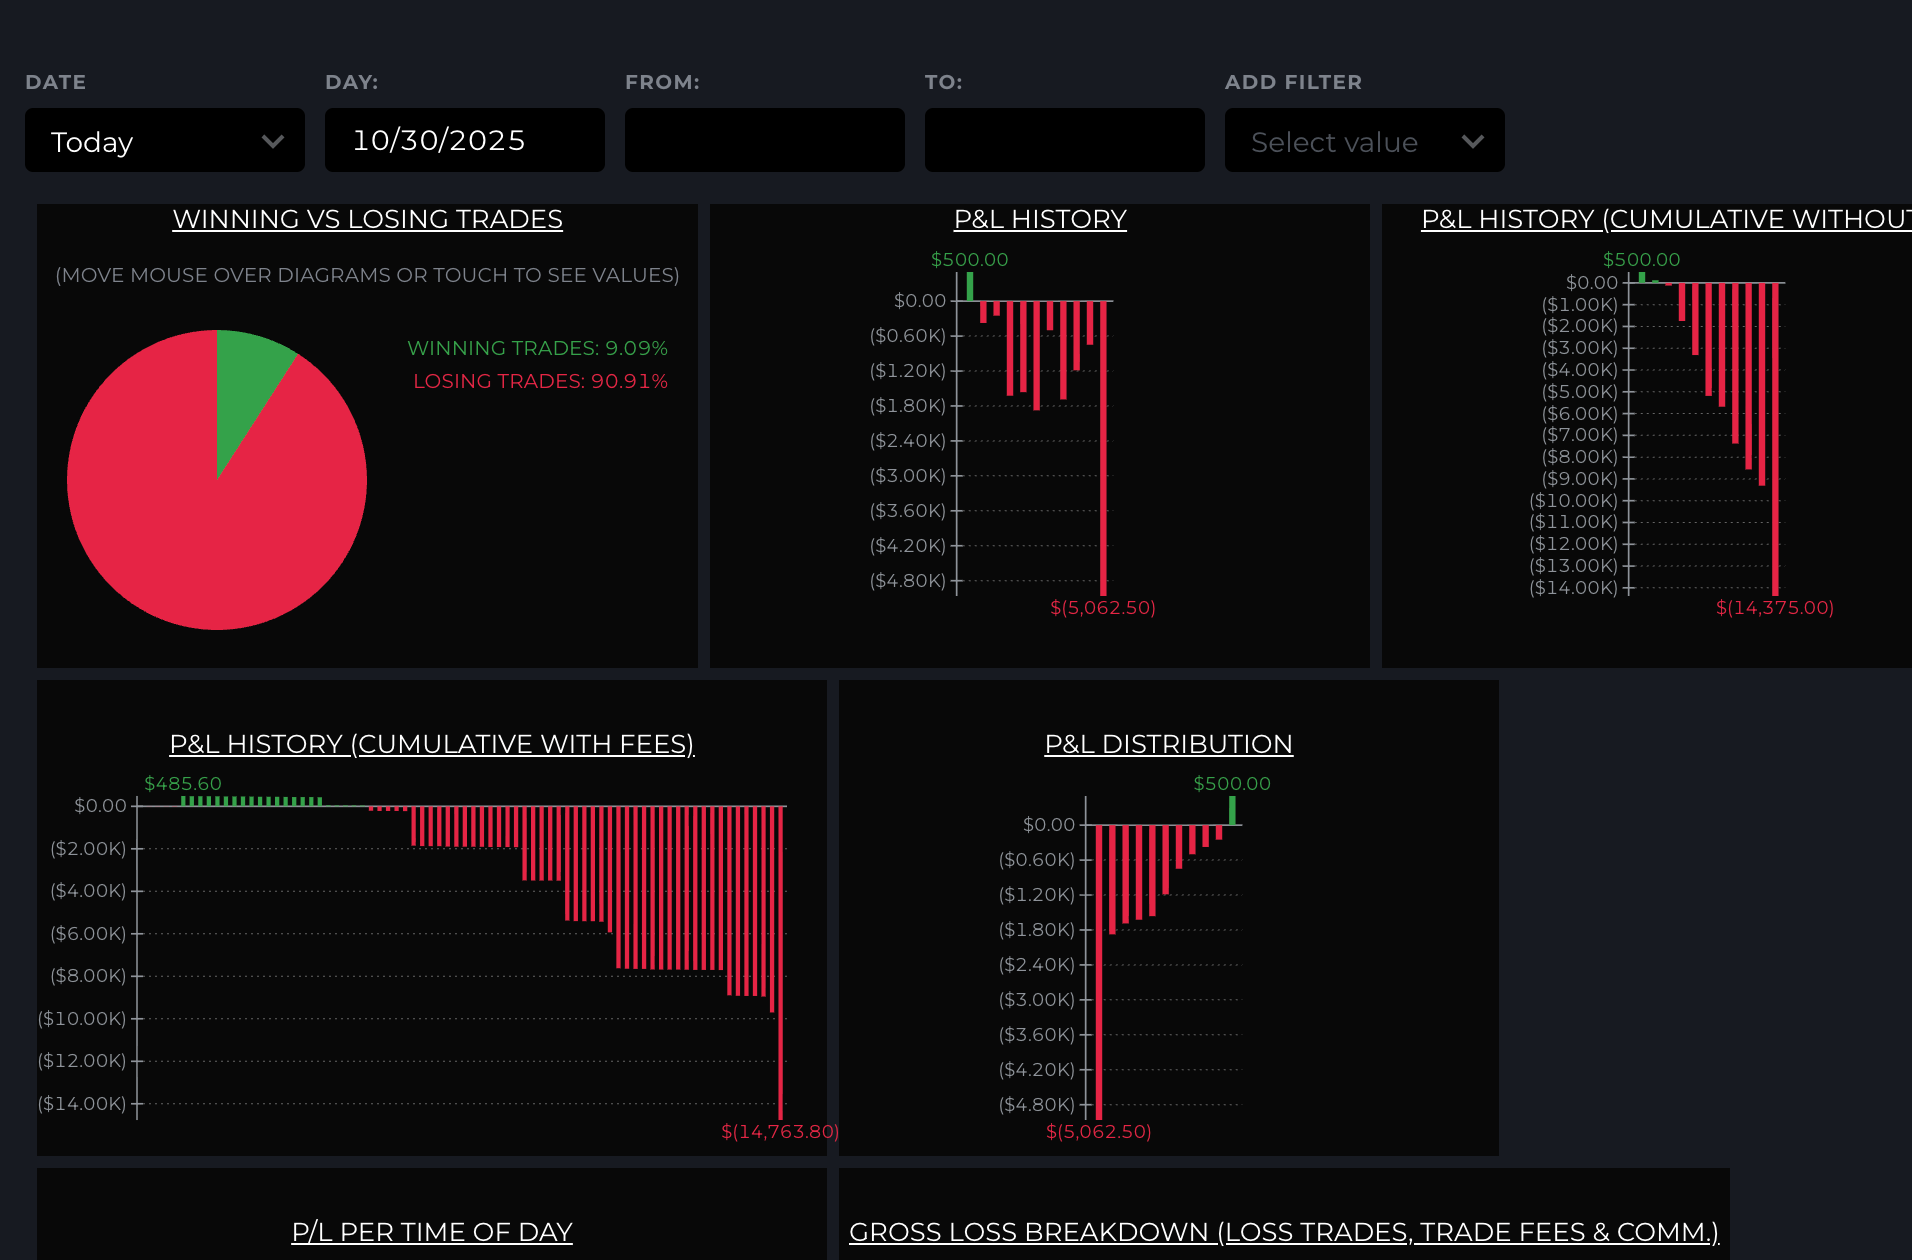 DATE
DAY:
FROM:
TO:
ADD FILTER
Today
10/30/2025
Select value
WINNING VS LOSING TRADES
(MOVE MOUSE OVER DIAGRAMS OR TOUCH TO SEE VALUES)
WINNING TRADES: 9.09%
LOSING TRADES: 90.91%
P&L HISTORY
$500.00
$0.00
($0.60K)
($1.20K)
($1.80K)
($2.40K)
($3.00K)
($3.60K)
($4.20K)
($4.80K)
$(5,062.50)
P&L HISTORY (CUMULATIVE WITHOUT
$500.00
$0.00
($1.00K)
($2.00K)
($3.00K)
($4.00K)
($5.00K)
($6.00K)
($7.00K)
($8.00K)
($9.00K)
($10.00K)
($11.00K)
($12.00K)
($13.00K)
($14.00K)
$(14,375.00)
P&L HISTORY (CUMULATIVE WITH FEES)
$485.60
$0.00
($2.00K)
($4.00K)
($6.00K)
($8.00K)
($10.00K)
($12.00K)
($14.00K)
$(14,763.80)
P&L DISTRIBUTION
$500.00
$0.00
($0.60K)
($1.20K)
($1.80K)
($2.40K)
($3.00K)
($3.60K)
($4.20K)
($4.80K)
$(5,062.50)
P/L PER TIME OF DAY
GROSS LOSS BREAKDOWN (LOSS TRADES, TRADE FEES & COMM.)